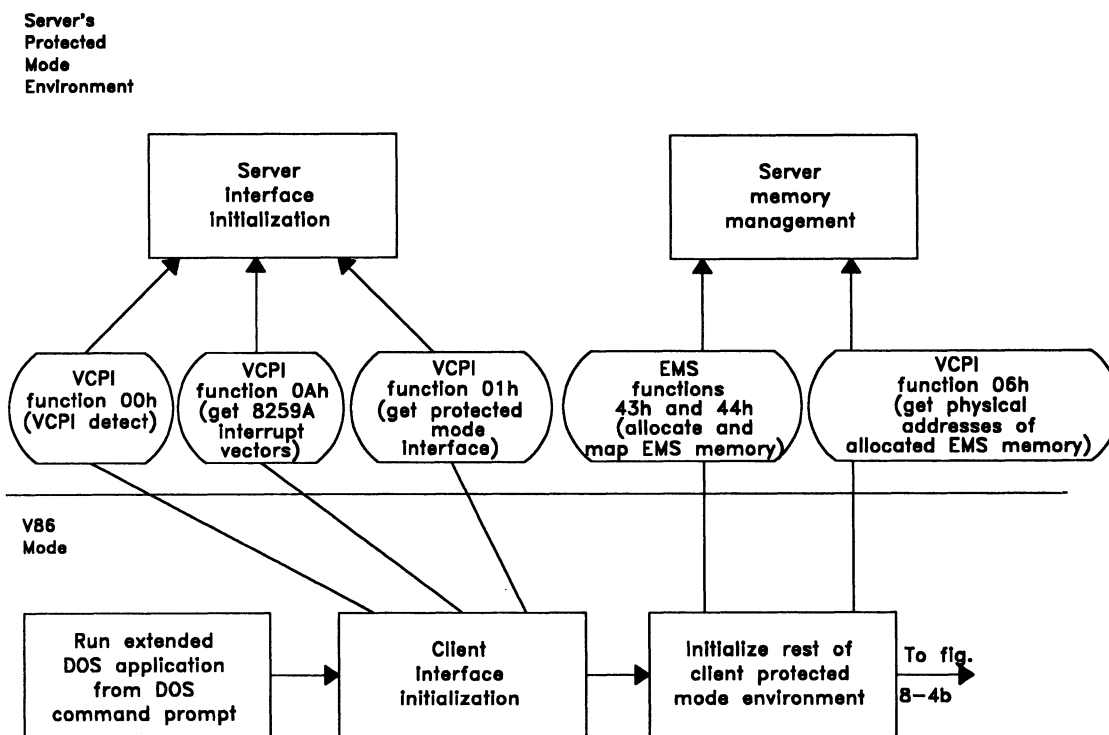 Server's
Protected
Mode
Environment
Server
interface
initialization
Server
memory
management
VCPI
function 00h
(VCPI detect)
VCPI
function 0Ah
(get 8259A
interrupt
vectors)
VCPI
function 01h
(get protected
mode
interface)
EMS
functions
43h and 44h
(allocate and
map EMS memory)
VCPI
function 06h
(get physical
addresses of
allocated EMS memory)
V86
Mode
Run extended
DOS application
from DOS
command prompt
Client
interface
initialization
Initialize rest of
client protected
mode environment
To fig.
8-4b